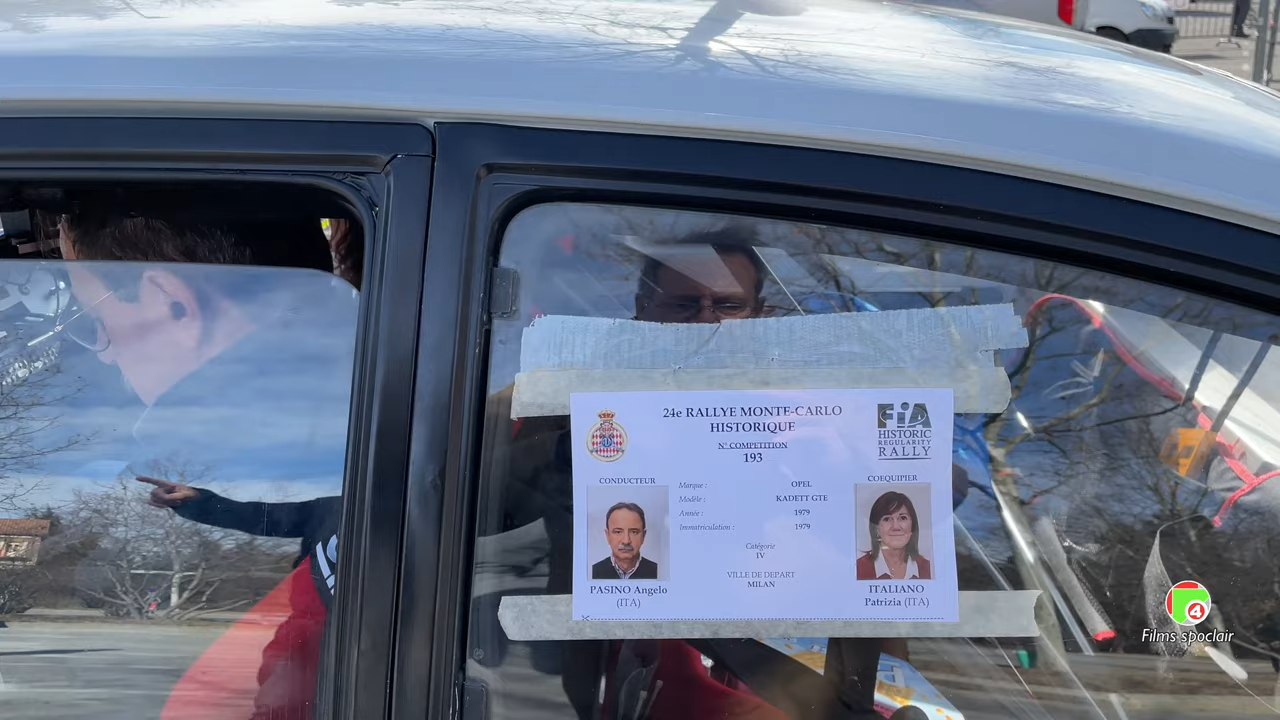 24e RALLYE MONTE-CARLO
HISTORIQUE
N° COMPETITION
193
FiA
HISTORIC
REGULARITY
RALLY
CONDUCTEUR
PASINO Angelo
(ITA)
Marque : OPEL
Modèle : KADETT GTE
Année : 1979
Immatriculation : 1979
Catégorie
IV
VILLE DE DEPART
MILAN
COEQUIPIER
ITALIANO
Patrizia (ITA)
4
Films spoclair